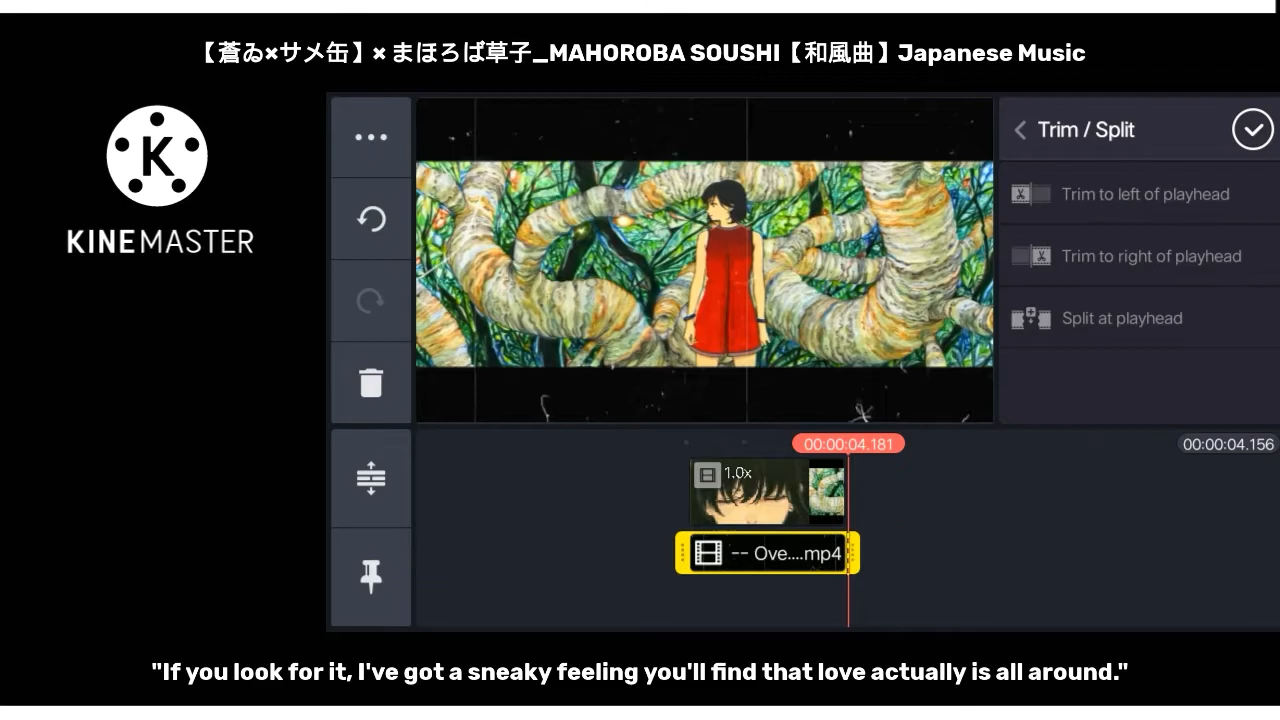 【蒼ゐ×サメ缶】× まほろば草子_MAHOROBA SOUSHI【和風曲】Japanese Music
K
KINEMASTER
Trim / Split
Trim to left of playhead
Trim to right of playhead
Split at playhead
00:00:04.181
00:00:04.156
1.0x
-- Ove....mp4
"If you look for it, I've got a sneaky feeling you'll find that love actually is all around."